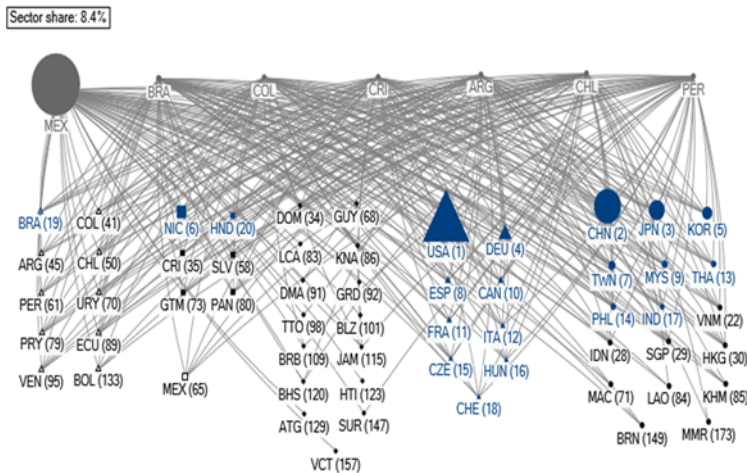 Sector share: 8.4%
MEX BRA COL CRI ARG CHL PER
BRA (19) COL (41) NIC (6) HND (20) DOM (34) GUY (68) USA (1) DEU (4) CHN (2) JPN (3) KOR (5)
ARG (45) CHL (50) CRI (35) SLV (58) LCA (83) KNA (86) ESP (8) CAN (10) TWN (7) MYS (9) THA (13)
PER (61) URY (70) GTM (73) PAN (80) DMA (91) GRD (92) FRA (11) ITA (12) PHL (14) IND (17) VNM (22)
PRY (79) ECU (89) TTO (98) BLZ (101) CZE (15) HUN (16) IDN (28) SGP (29) HKG (30)
VEN (95) BOL (133) MEX (65) BRB (109) JAM (115) CHE (18) MAC (71) LAO (84) KHM (85)
BHS (120) HTI (123) BRN (149) MMR (173)
ATG (129) SUR (147)
VCT (157)